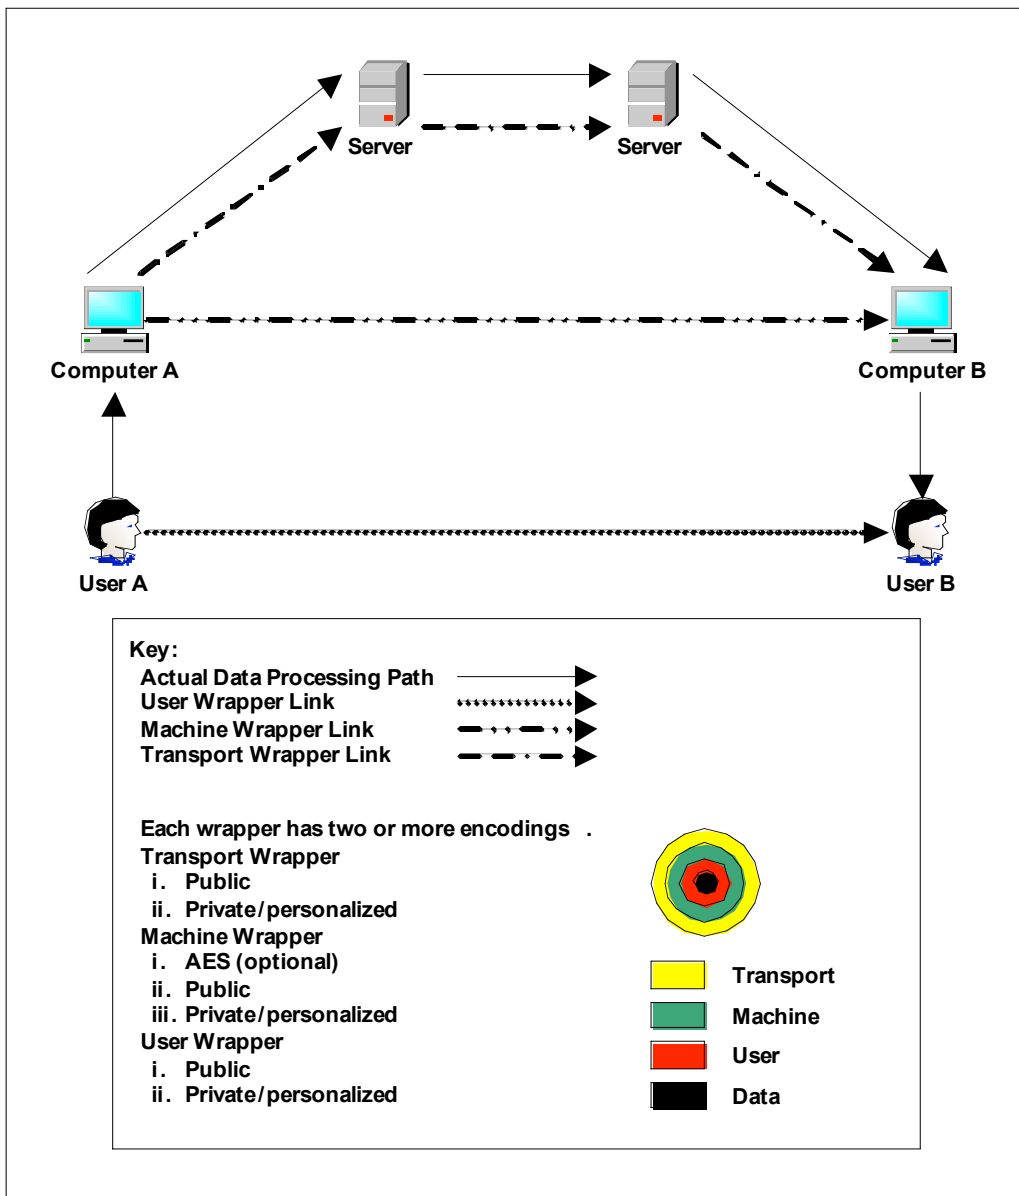 Server
Server
Computer A
Computer B
User A
User B
Key:
Actual Data Processing Path
User Wrapper Link
Machine Wrapper Link
Transport Wrapper Link
Each wrapper has two or more encodings .
Transport Wrapper
i. Public
ii. Private/personalized
Machine Wrapper
i. AES (optional)
ii. Public
iii. Private/personalized
User Wrapper
i. Public
ii. Private/personalized
Transport
Machine
User
Data